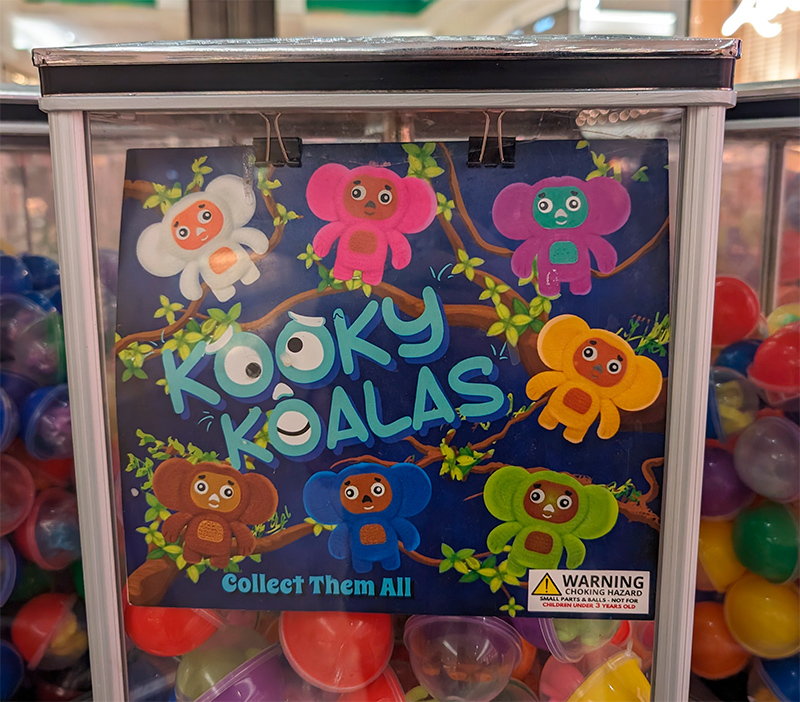 KOOKY
KOALAS
Collect Them All
WARNING
CHOKING HAZARD
SMALL PARTS & BALLS - NOT FOR
CHILDREN UNDER 3 YEARS OLD